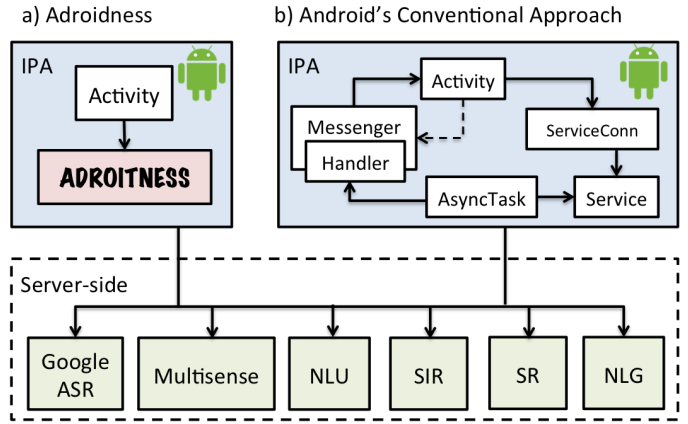 a) Adroidness
b) Android's Conventional Approach
IPA
Activity
ADROITNESS
IPA
Activity
Messenger
Handler
ServiceConn
AsyncTask
Service
Server-side
Google
ASR
Multisense
NLU
SIR
SR
NLG